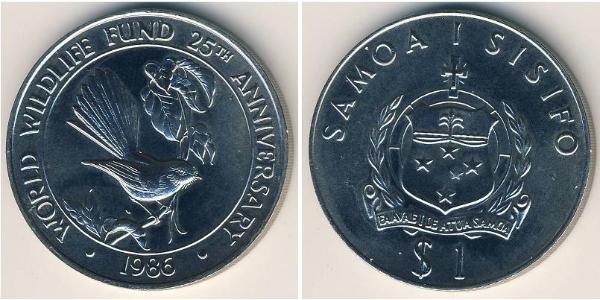 WORLD WILDLIFE FUND 25TH ANNIVERSARY
· 1986 ·
SAMOA I SISIFO
FAAVAE I LE ATUA SAMOA
$1